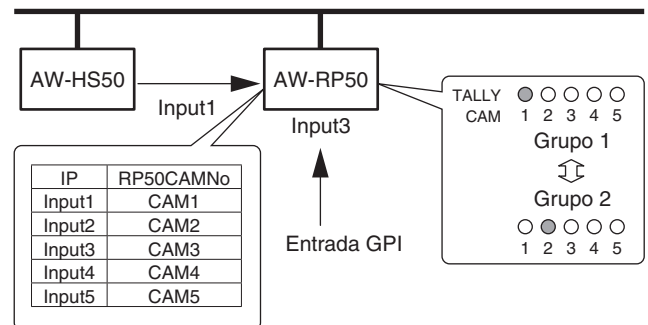 AW-HS50
AW-RP50
Input1
Input3
Entrada GPI
IP RP50CAMNo
Input1 CAM1
Input2 CAM2
Input3 CAM3
Input4 CAM4
Input5 CAM5
TALLY
CAM 1 2 3 4 5
Grupo 1
Grupo 2
1 2 3 4 5